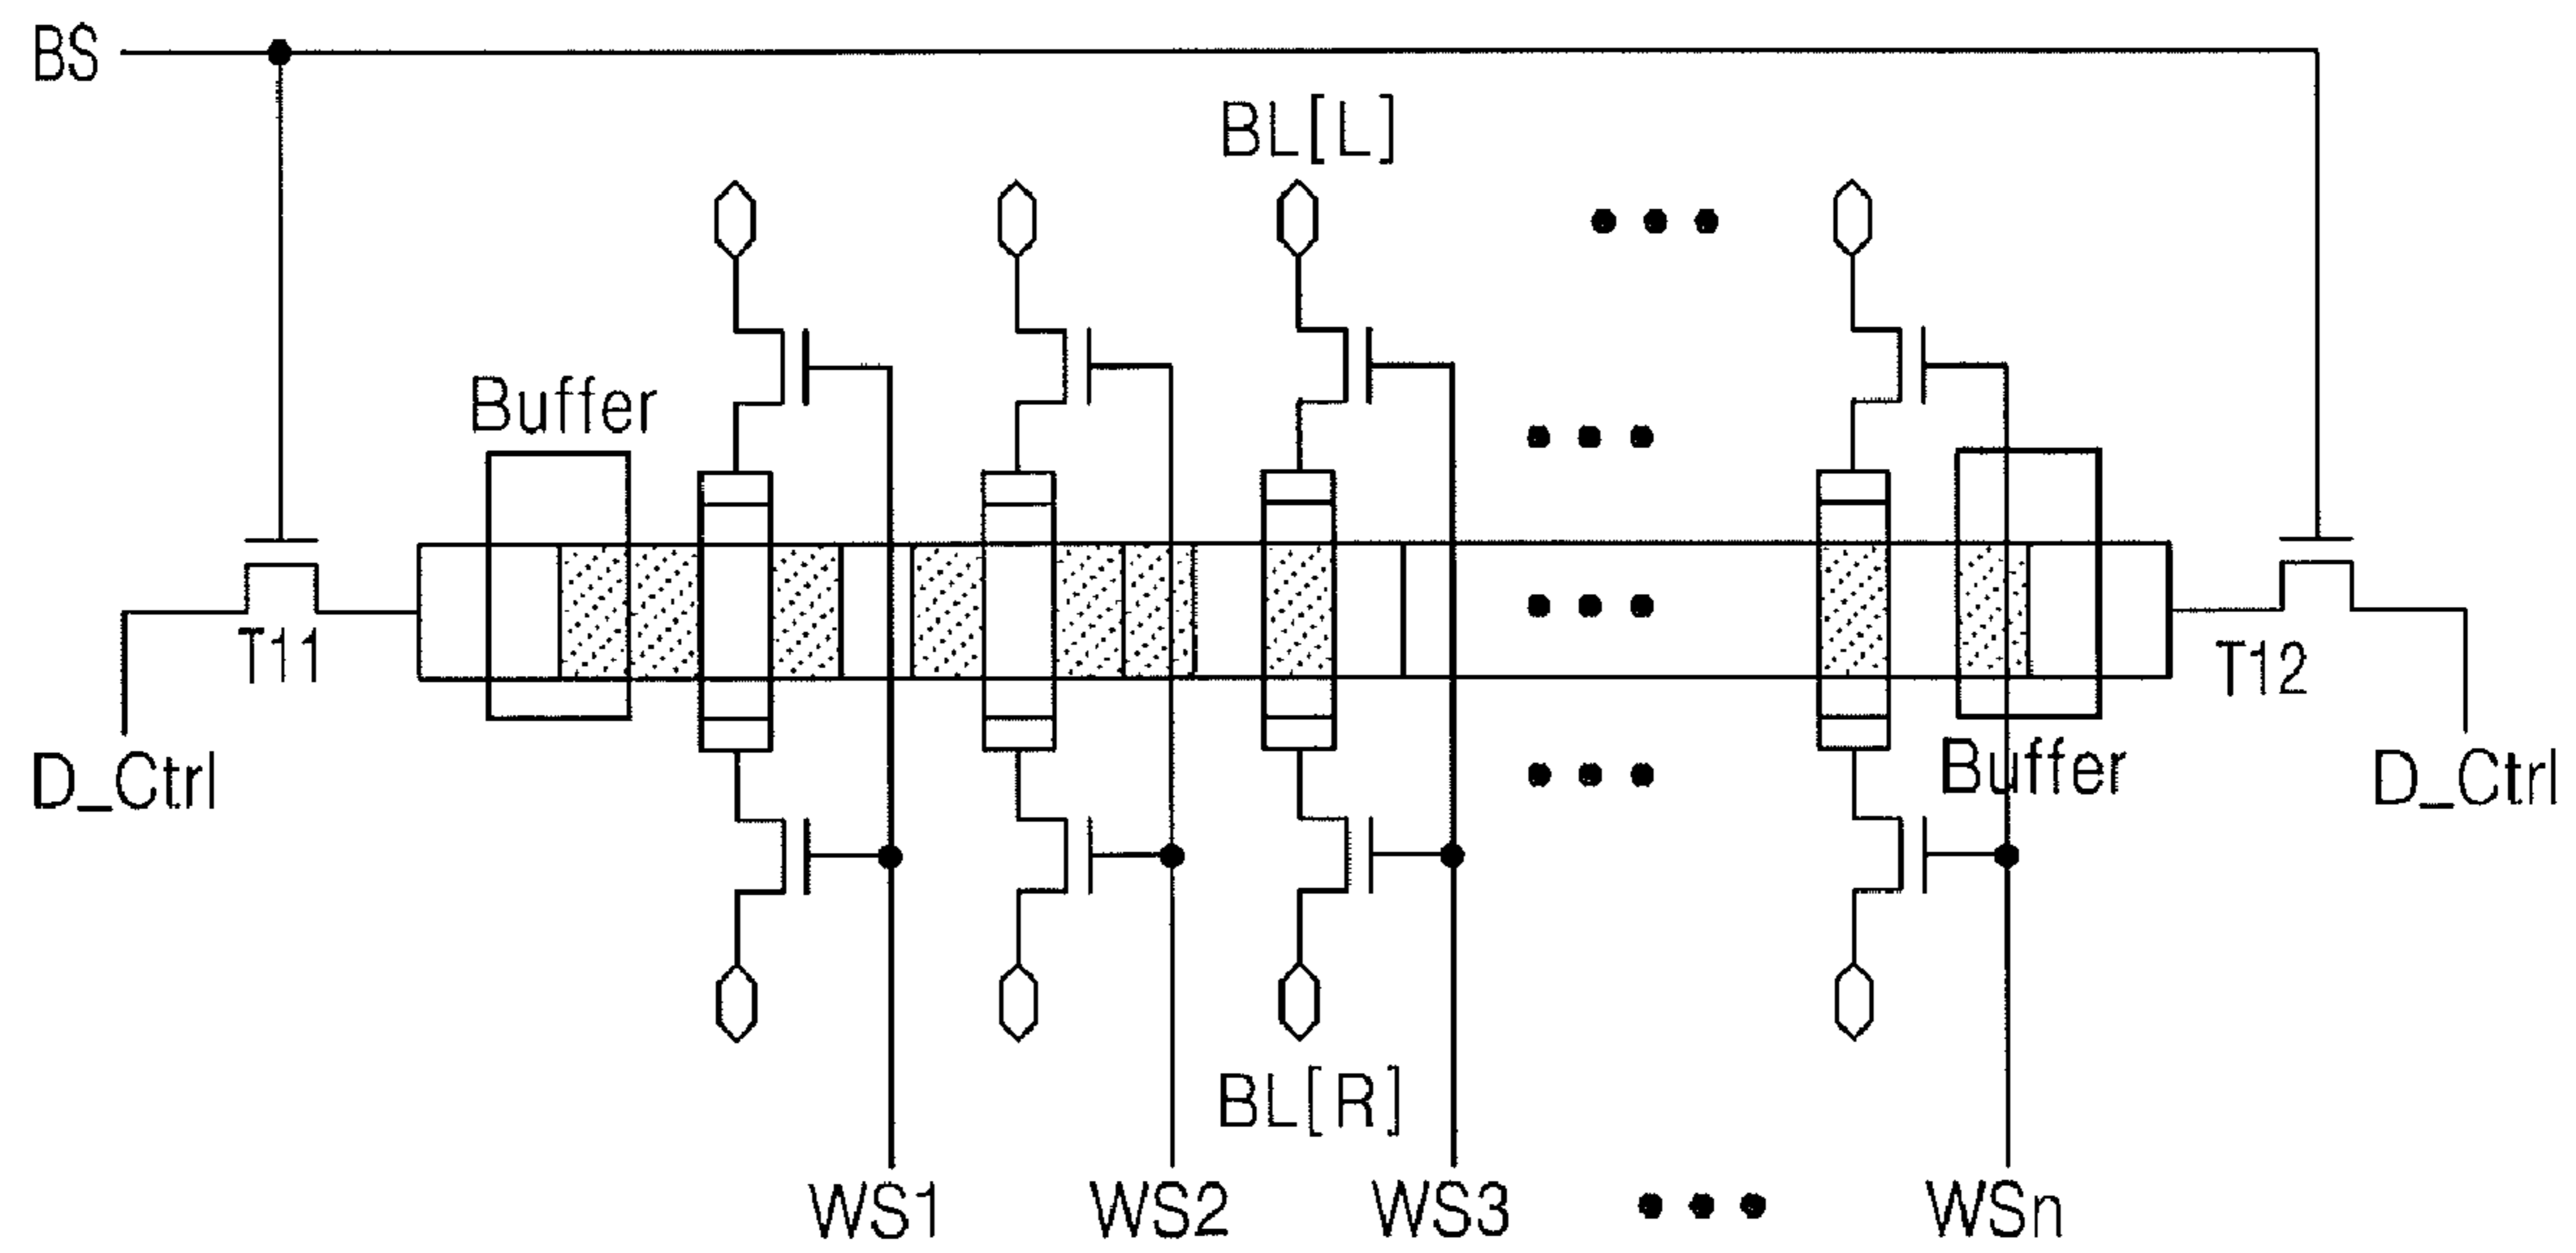 BS
BL[L]
Buffer
T11
T12
D_Ctrl
Buffer
D_Ctrl
BL[R]
WS1
WS2
WS3
WSn